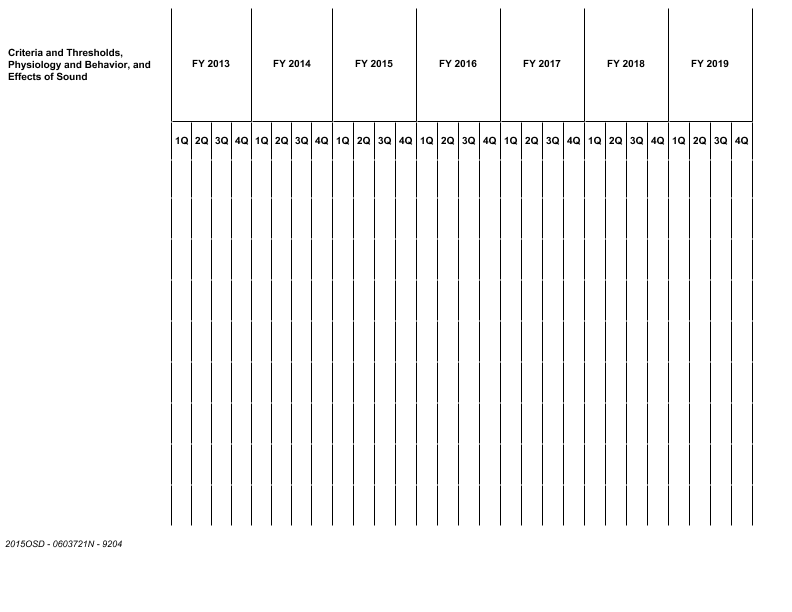 Criteria and Thresholds,
Physiology and Behavior, and
Effects of Sound
FY 2013 FY 2014 FY 2015 FY 2016 FY 2017 FY 2018 FY 2019
1Q 2Q 3Q 4Q 1Q 2Q 3Q 4Q 1Q 2Q 3Q 4Q 1Q 2Q 3Q 4Q 1Q 2Q 3Q 4Q 1Q 2Q 3Q 4Q 1Q 2Q 3Q 4Q
2015OSD - 0603721N - 9204